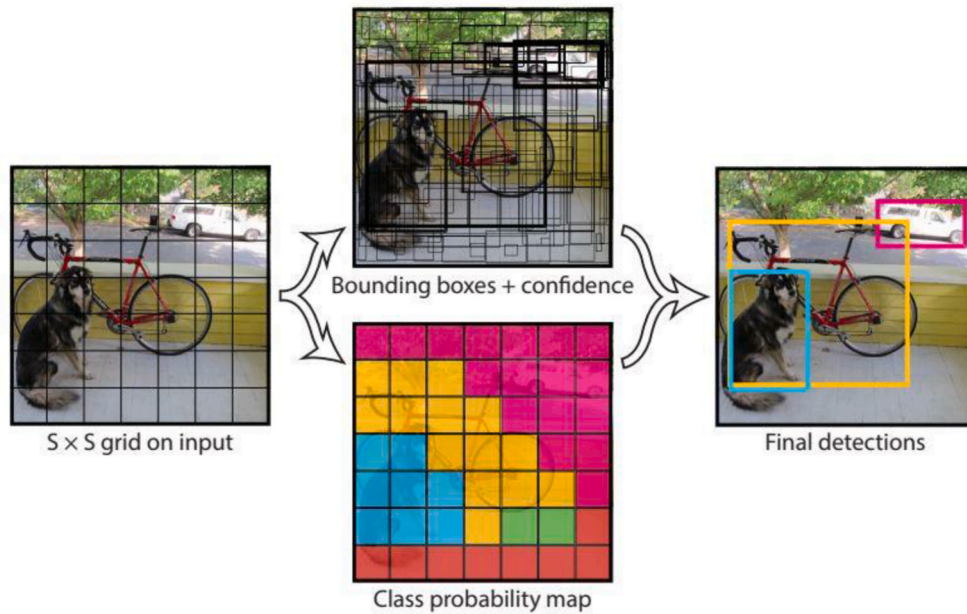 S × S grid on input
Bounding boxes + confidence
Class probability map
Final detections